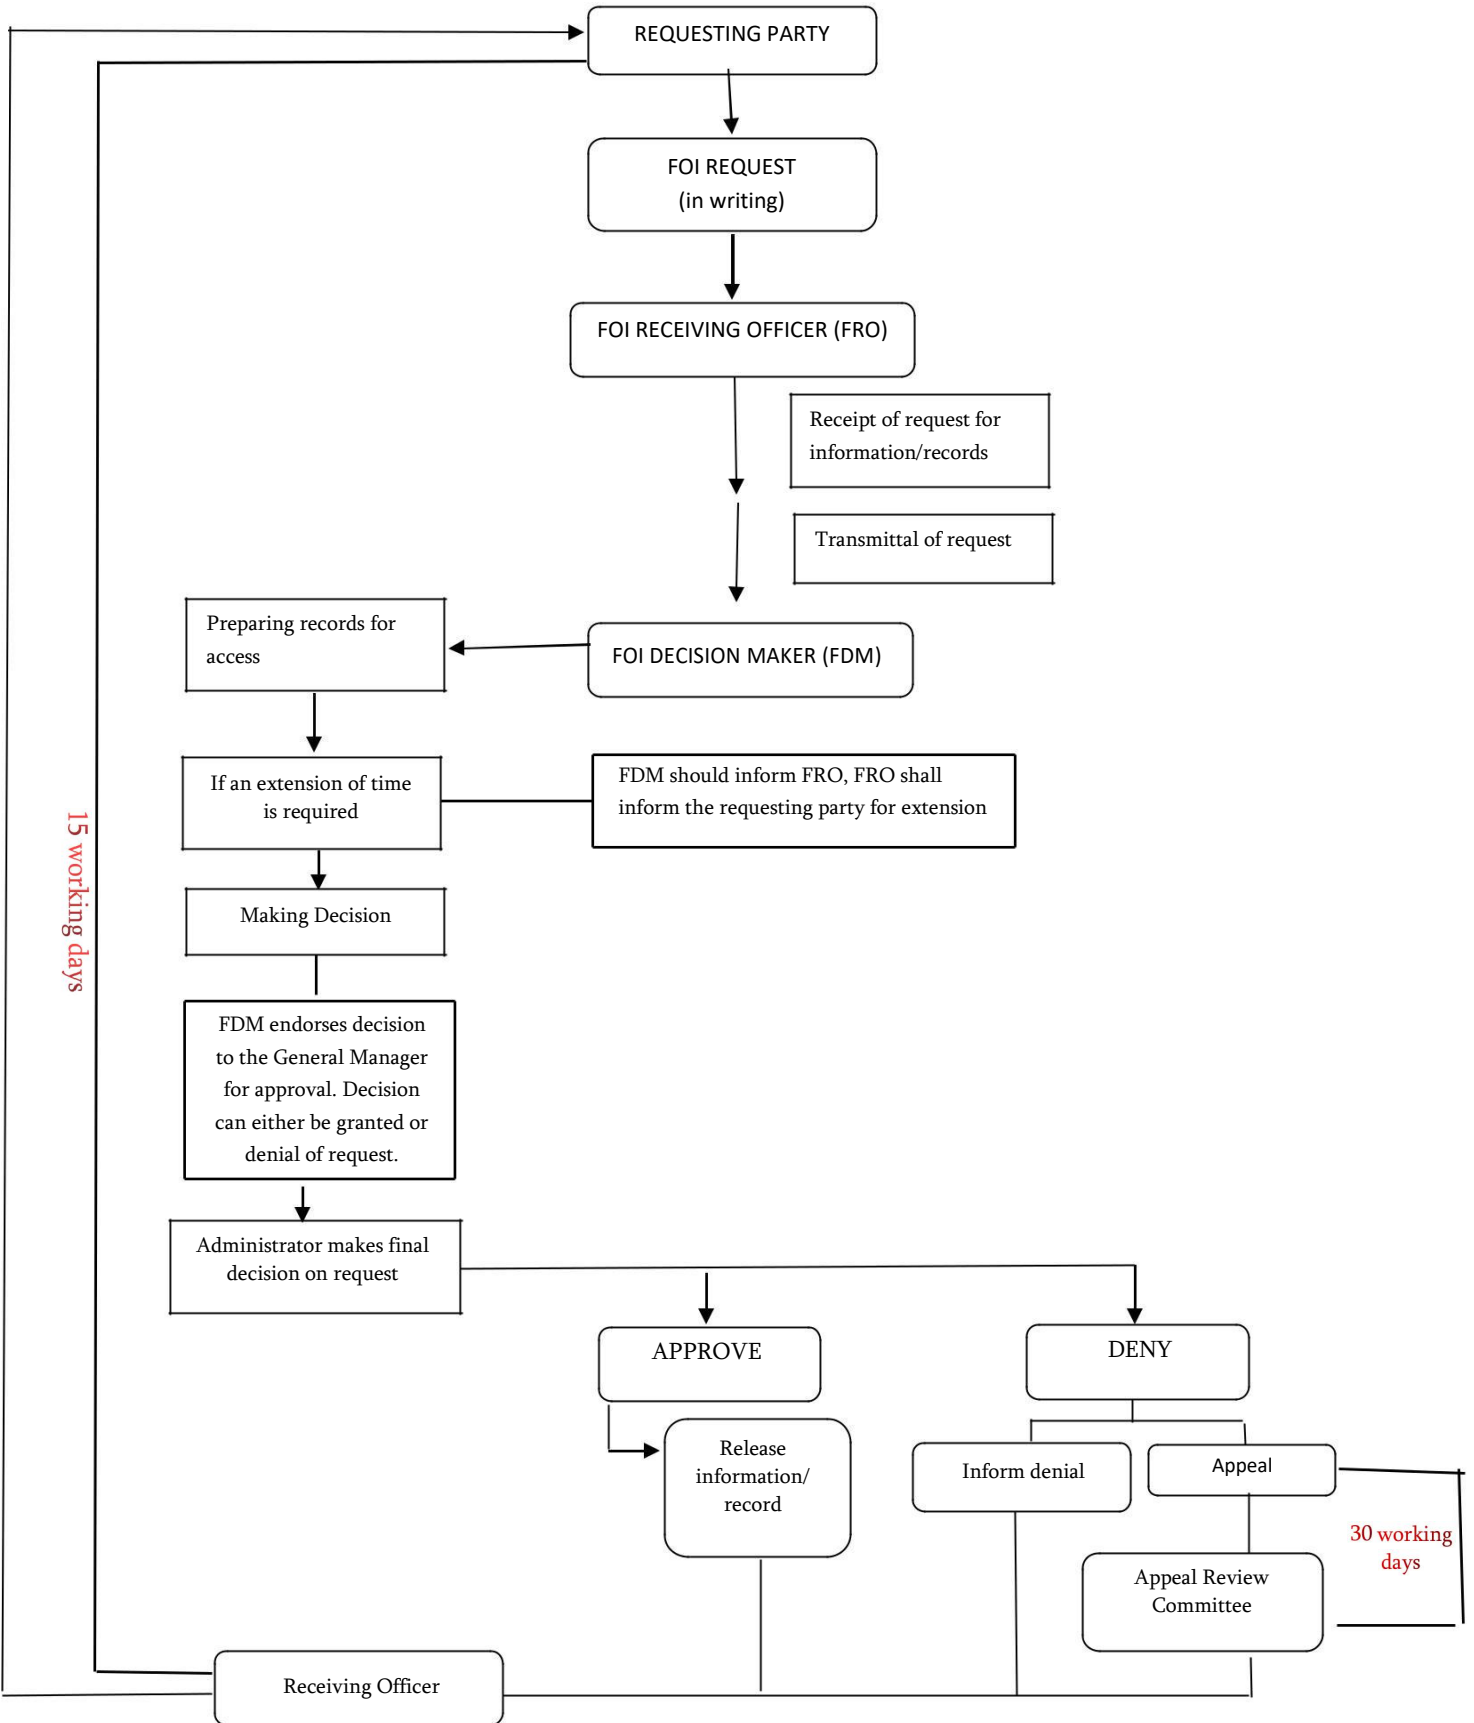 REQUESTING PARTY
FOI REQUEST
(in writing)
FOI RECEIVING OFFICER (FRO)
Receipt of request for
information/records
Transmittal of request
Preparing records for
access
FOI DECISION MAKER (FDM)
If an extension of time
is required
FDM should inform FRO, FRO shall
inform the requesting party for extension
15 working days
Making Decision
FDM endorses decision
to the General Manager
for approval. Decision
can either be granted or
denial of request.
Administrator makes final
decision on request
APPROVE
DENY
Release
information/
record
Inform denial
Appeal
30 working
days
Appeal Review
Committee
Receiving Officer